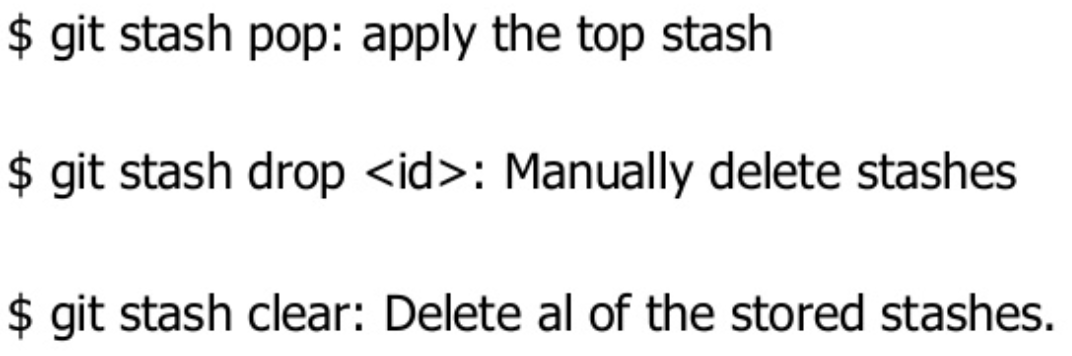 $ git stash pop: apply the top stash
$ git stash drop <id>: Manually delete stashes
$ git stash clear: Delete al of the stored stashes.